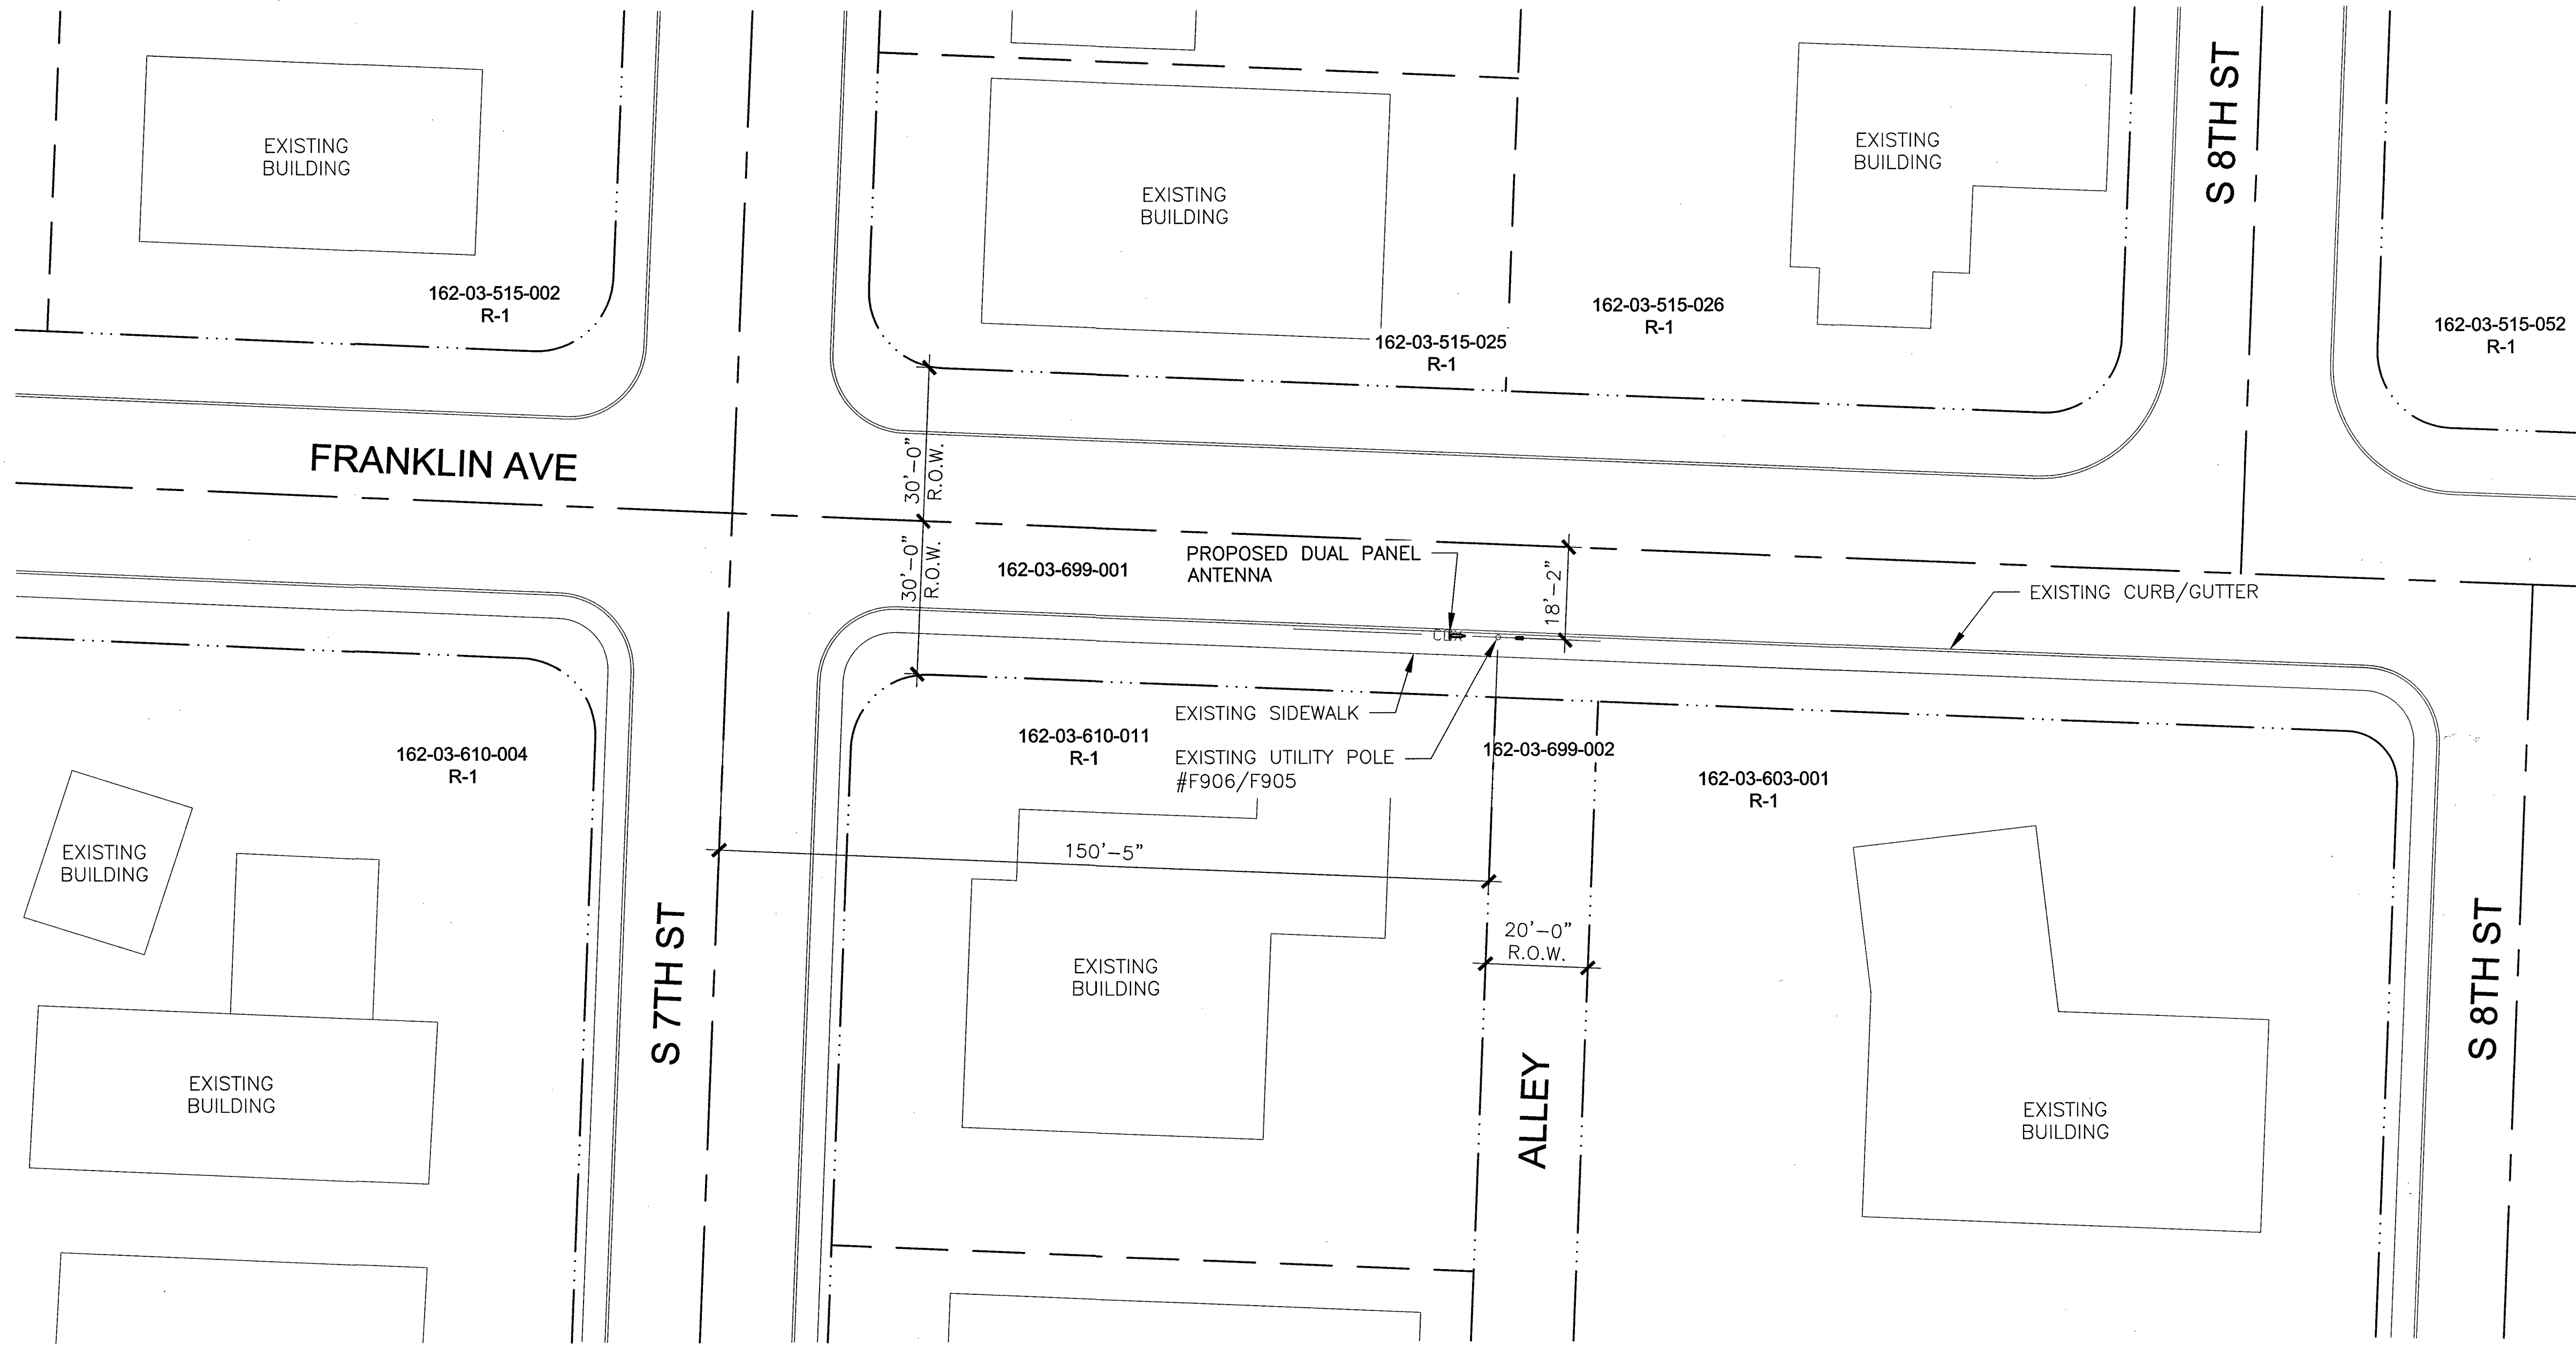 EXISTING
BUILDING
EXISTING
BUILDING
EXISTING
BUILDING
S 8TH ST
162-03-515-002
R-1
162-03-515-025
R-1
162-03-515-026
R-1
162-03-515-052
R-1
FRANKLIN AVE
30'-0"
R.O.W.
30'-0"
R.O.W.
162-03-699-001
PROPOSED DUAL PANEL
ANTENNA
18'-2"
EXISTING CURB/GUTTER
EXISTING SIDEWALK
EXISTING UTILITY POLE
#F906/F905
162-03-610-004
R-1
162-03-610-011
R-1
162-03-699-002
162-03-603-001
R-1
EXISTING
BUILDING
150'-5"
S 7TH ST
20'-0"
R.O.W.
EXISTING
BUILDING
ALLEY
S 8TH ST
EXISTING
BUILDING
EXISTING
BUILDING